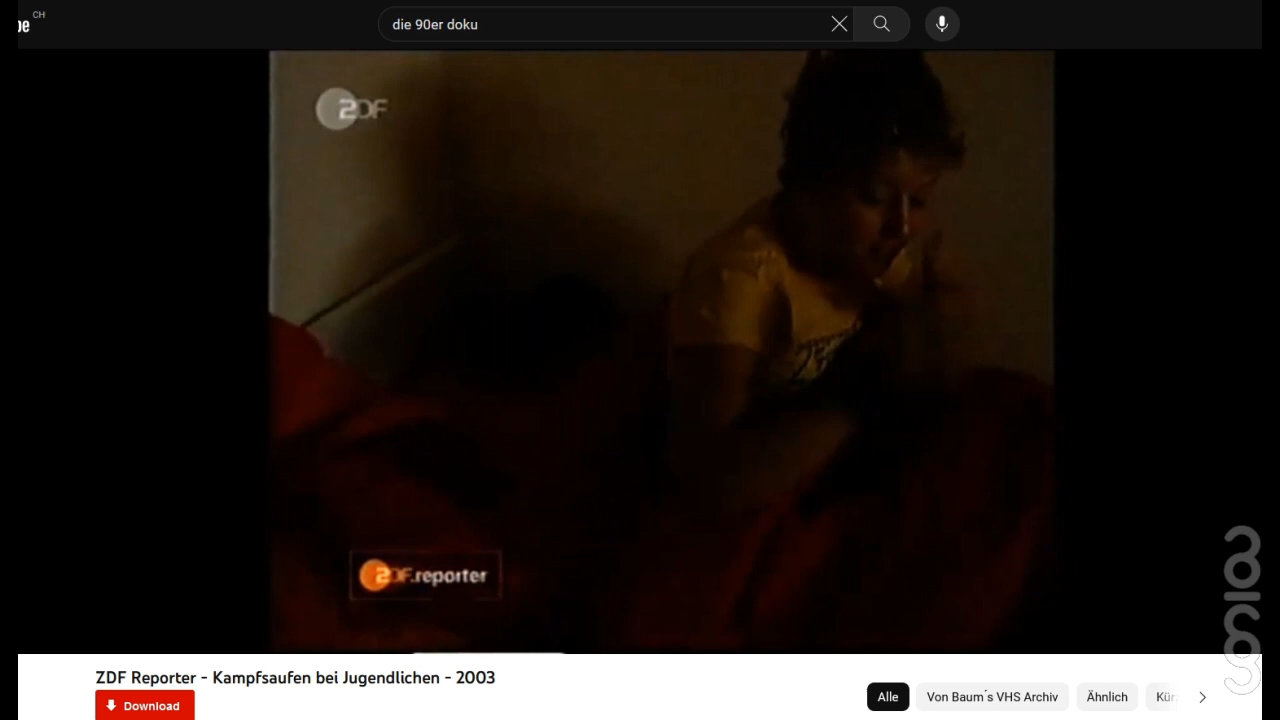 be CH
die 90er doku
ZDF
ZDF.reporter
ZDF Reporter - Kampfsaufen bei Jugendlichen - 2003
Download
Alle
Von Baum´s VHS Archiv
Ähnlich